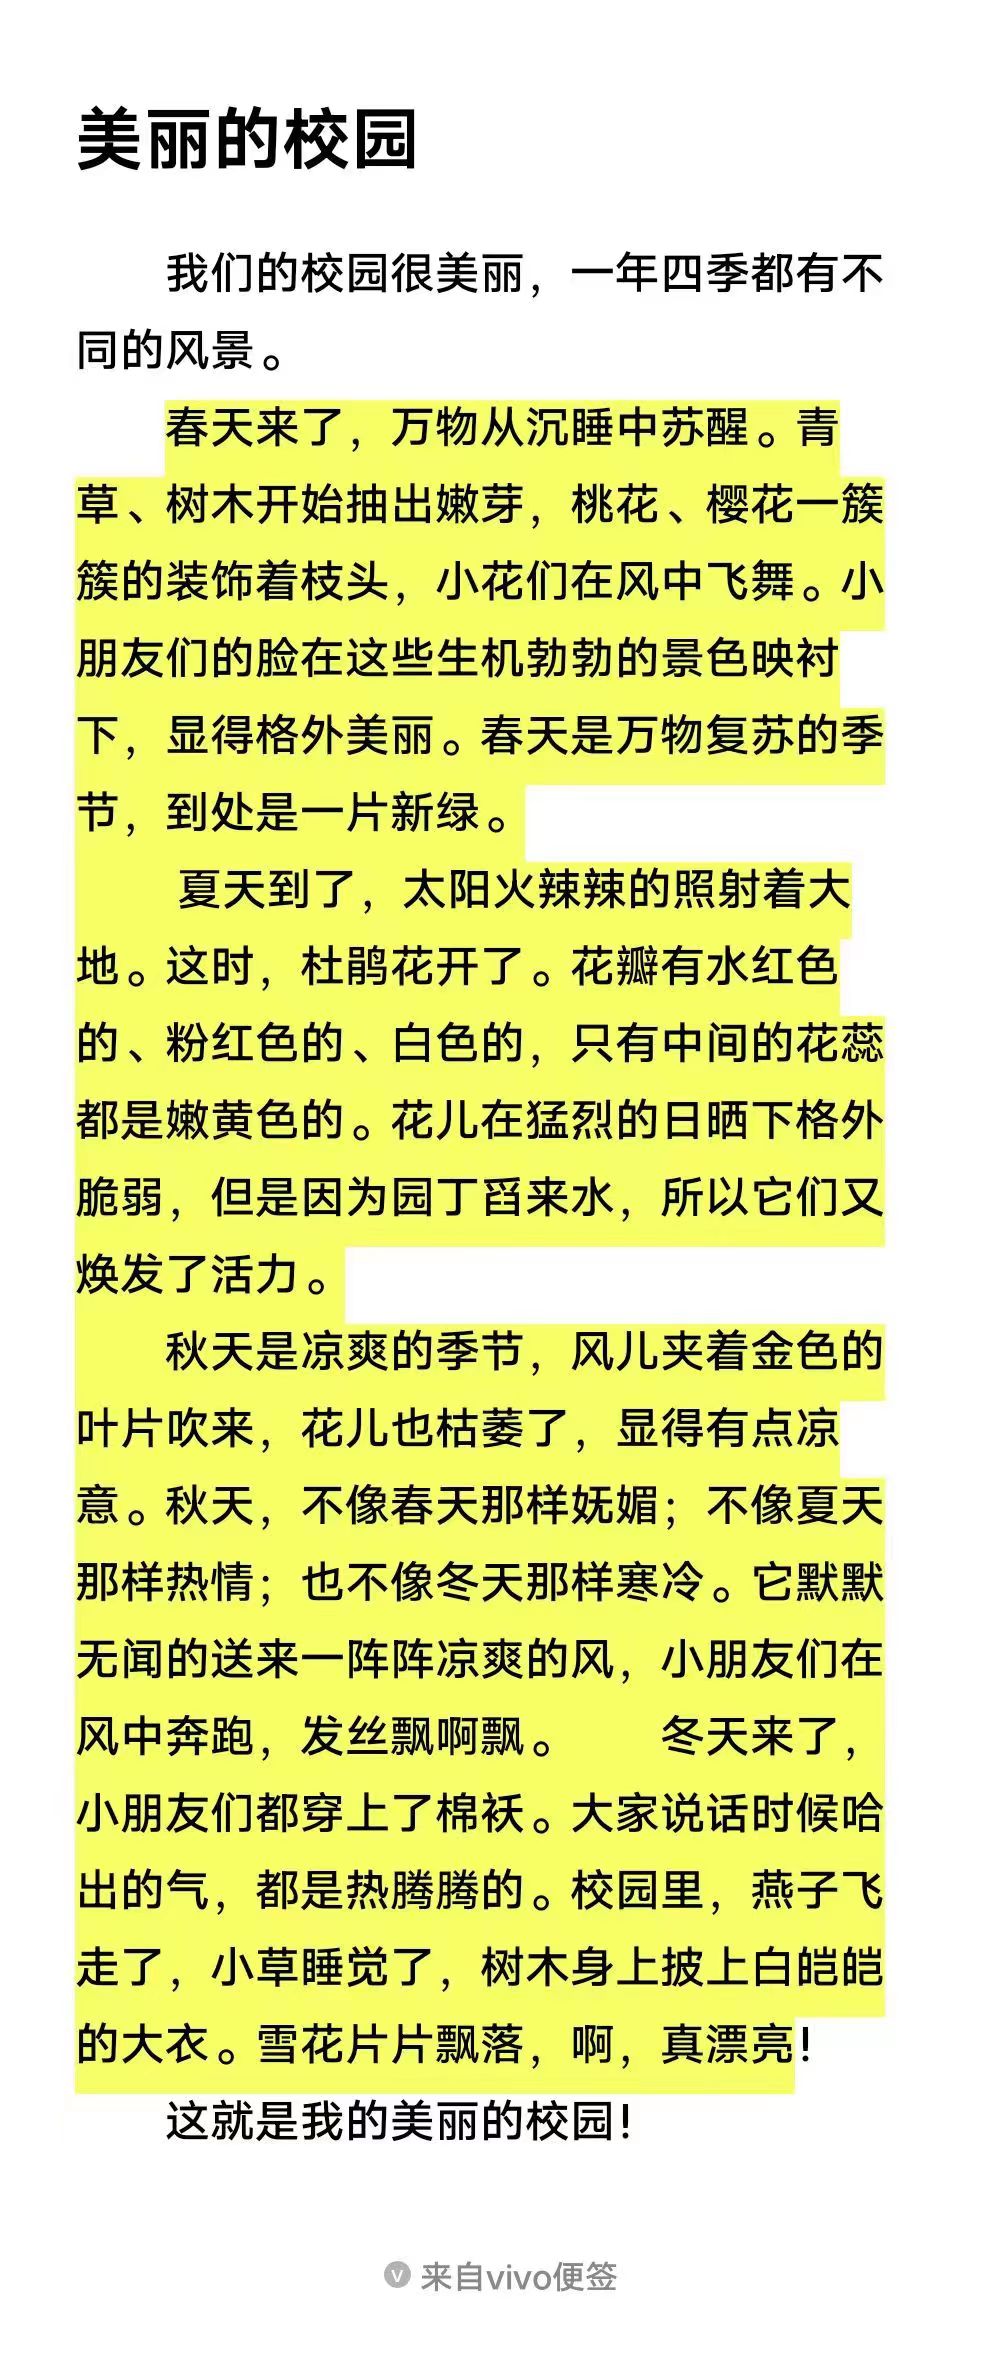 美丽的校园
我们的校园很美丽，一年四季都有不
同的风景。
春天来了，万物从沉睡中苏醒。青
草、树木开始抽出嫩芽，桃花、樱花一簇
簇的装饰着枝头，小花们在风中飞舞。小
朋友们的脸在这些生机勃勃的景色映衬
下，显得格外美丽。春天是万物复苏的季
节，到处是一片新绿。
夏天到了，太阳火辣辣的照射着大
地。这时，杜鹃花开了。花瓣有水红色
的、粉红色的、白色的，只有中间的花蕊
都是嫩黄色的。花儿在猛烈的日晒下格外
脆弱，但是因为园丁舀来水，所以它们又
焕发了活力。
秋天是凉爽的季节，风儿夹着金色的
叶片吹来，花儿也枯萎了，显得有点凉
意。秋天，不像春天那样妩媚；不像夏天
那样热情；也不像冬天那样寒冷。它默默
无闻的送来一阵阵凉爽的风，小朋友们在
风中奔跑，发丝飘啊飘。　　冬天来了，
小朋友们都穿上了棉袄。大家说话时候哈
出的气，都是热腾腾的。校园里，燕子飞
走了，小草睡觉了，树木身上披上白皑皑
的大衣。雪花片片飘落，啊，真漂亮！
这就是我的美丽的校园！
来自vivo便签